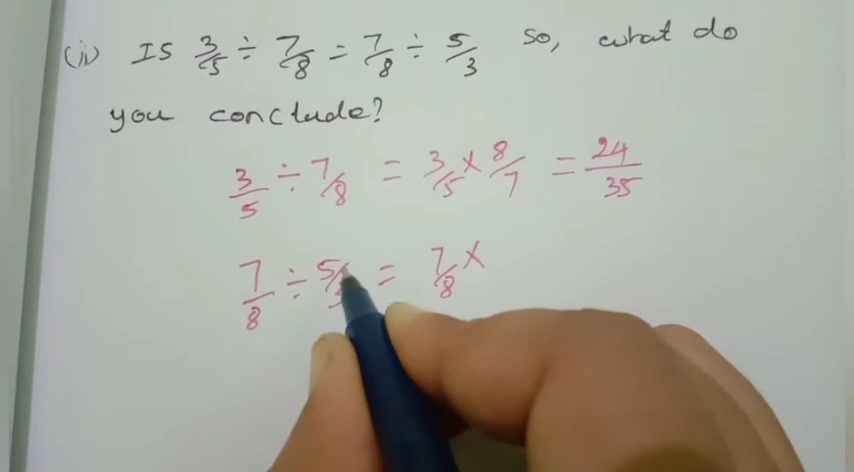 (ii) Is 3/5 ÷ 7/8 = 7/8 ÷ 5/3 so, what do
you conclude?
3/5 ÷ 7/8 = 3/5 × 8/7 = 24/35
7/8 ÷ 5/3 = 7/8 ×